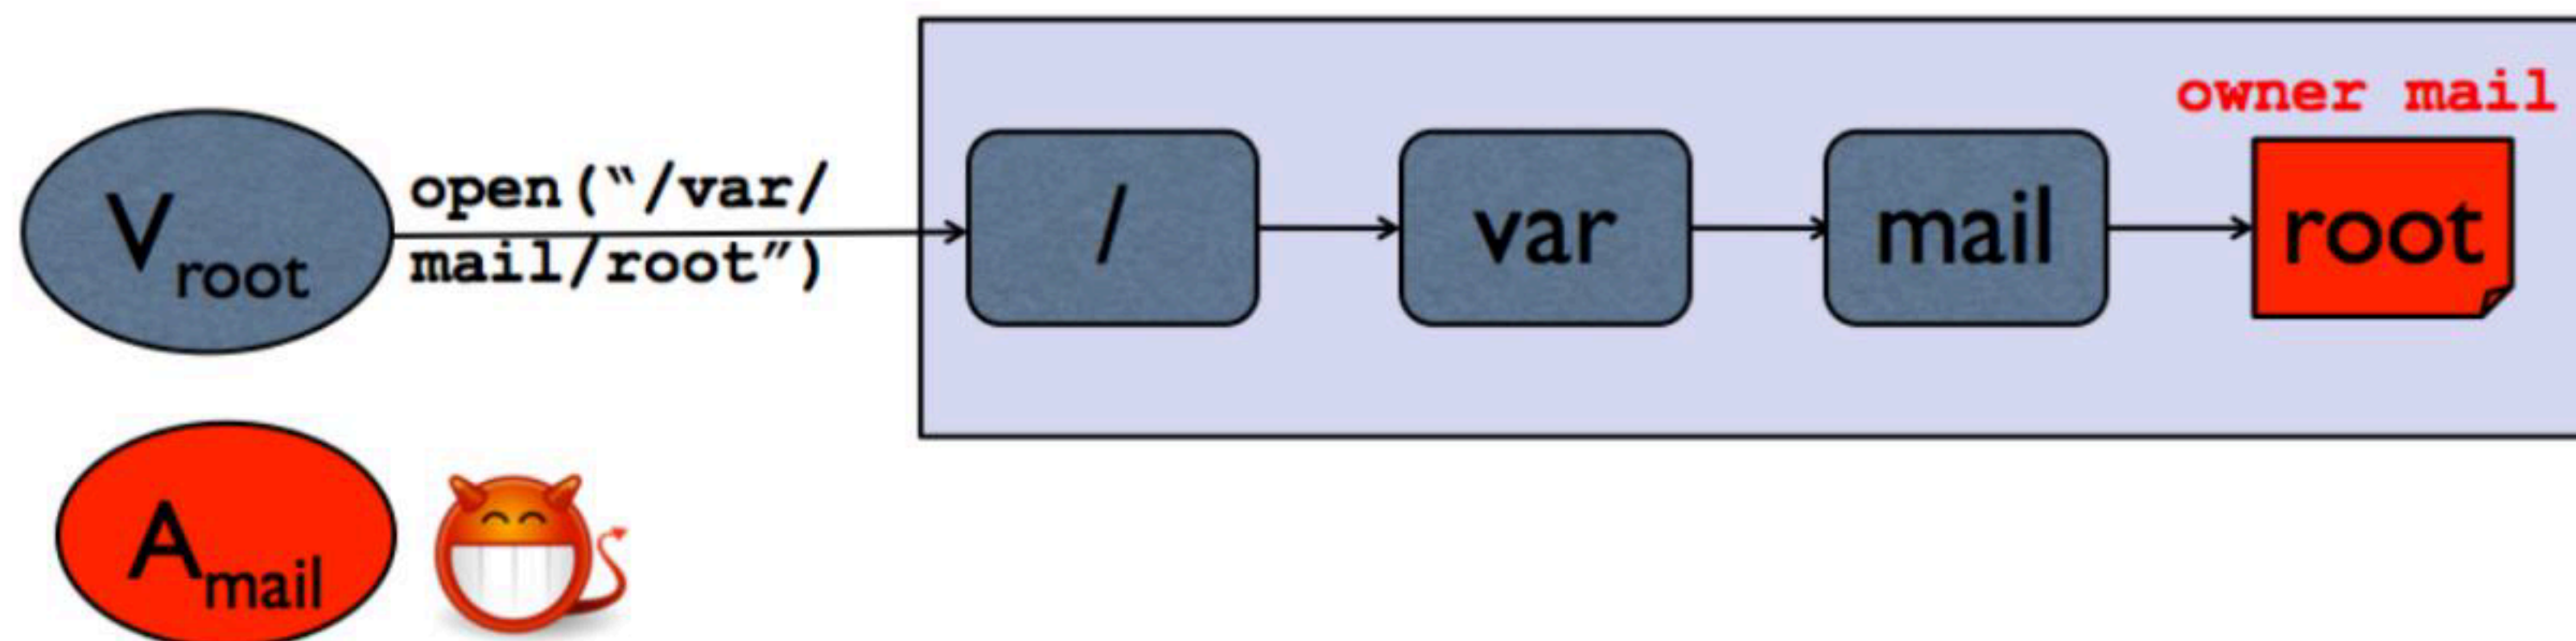 owner mail
V root
open("/var/
mail/root")
/
var
mail
root
A mail